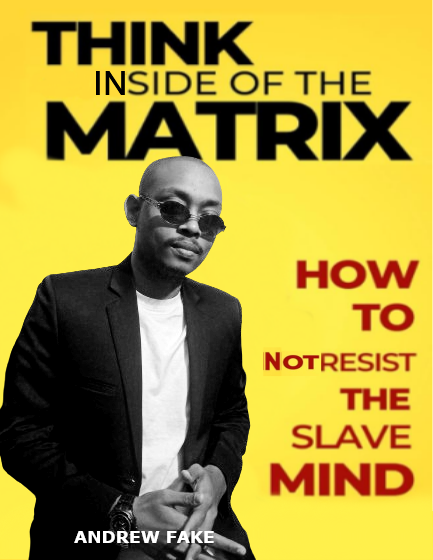 THINK
INSIDE OF THE
MATRIX
HOW
TO
NOTRESIST
THE
SLAVE
MIND
ANDREW FAKE